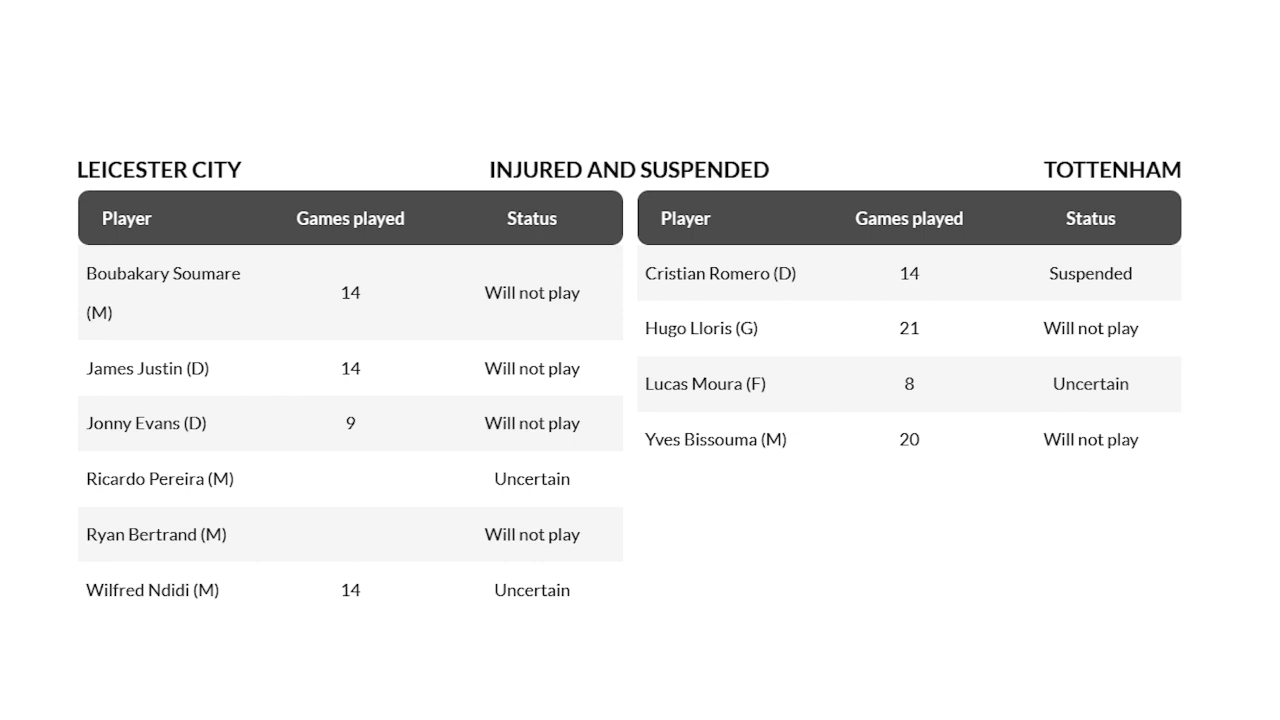 LEICESTER CITY INJURED AND SUSPENDED TOTTENHAM
Player Games played Status
Boubakary Soumare
(M) 14 Will not play
James Justin (D) 14 Will not play
Jonny Evans (D) 9 Will not play
Ricardo Pereira (M) Uncertain
Ryan Bertrand (M) Will not play
Wilfred Ndidi (M) 14 Uncertain
Player Games played Status
Cristian Romero (D) 14 Suspended
Hugo Lloris (G) 21 Will not play
Lucas Moura (F) 8 Uncertain
Yves Bissouma (M) 20 Will not play